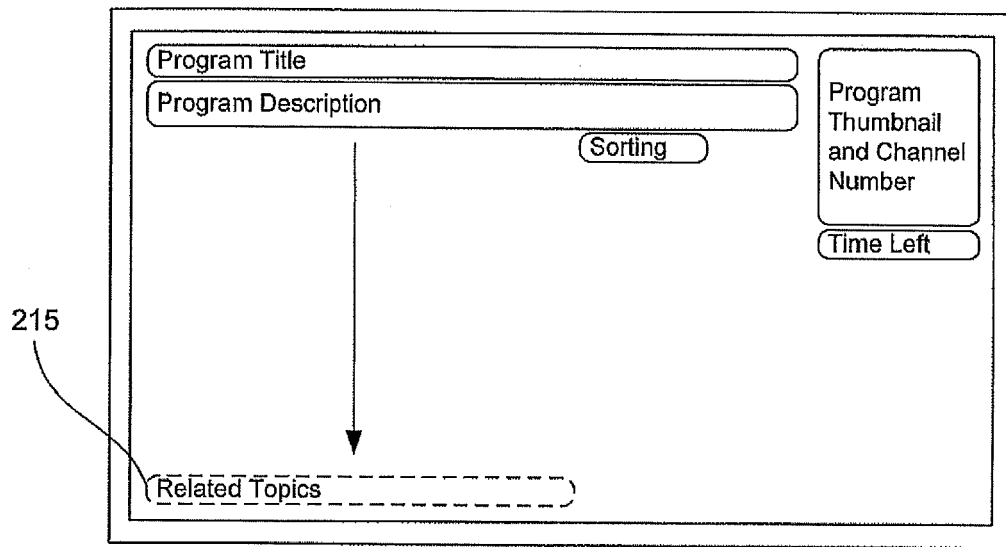 Program Title
Program Description
Sorting
Program
Thumbnail
and Channel
Number
Time Left
215
Related Topics